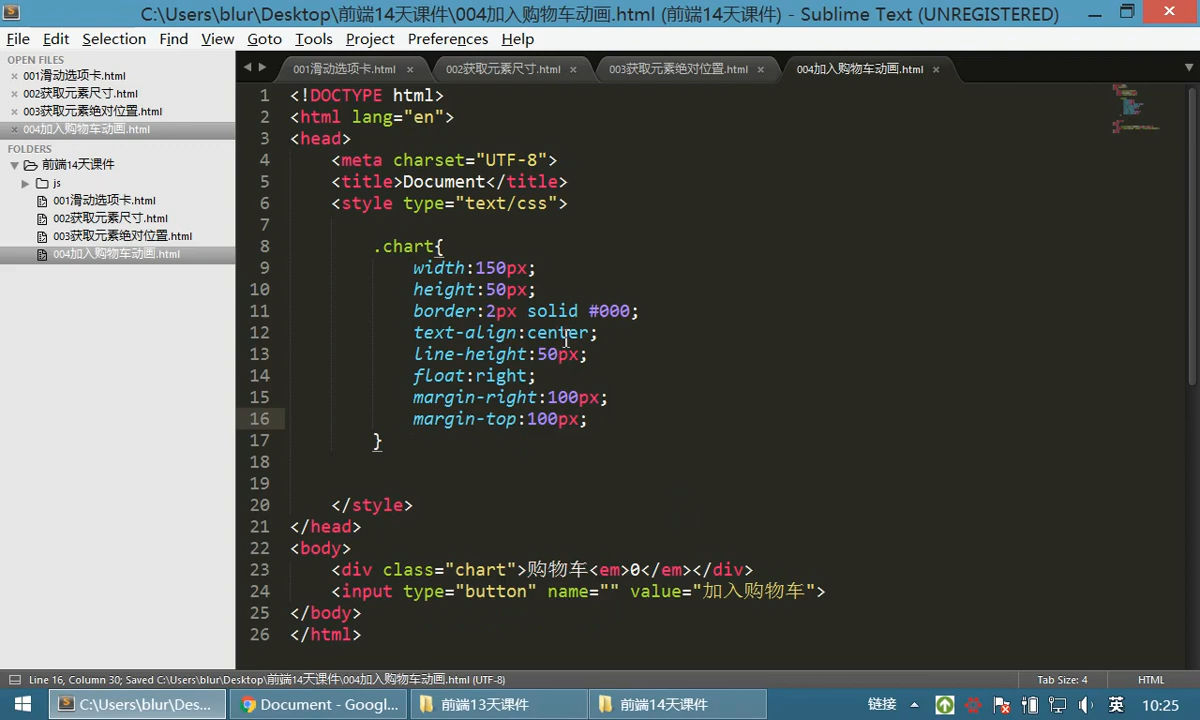 C:\Users\blur\Desktop\前端14天课件\004加入购物车动画.html (前端14天课件) - Sublime Text (UNREGISTERED)
File Edit Selection Find View Goto Tools Project Preferences Help
OPEN FILES
001滑动选项卡.html
002获取元素尺寸.html
003获取元素绝对位置.html
004加入购物车动画.html
FOLDERS
前端14天课件
js
001滑动选项卡.html
002获取元素尺寸.html
003获取元素绝对位置.html
004加入购物车动画.html
001滑动选项卡.html 002获取元素尺寸.html 003获取元素绝对位置.html 004加入购物车动画.html
1 <!DOCTYPE html>
2 <html lang="en">
3 <head>
4 <meta charset="UTF-8">
5 <title>Document</title>
6 <style type="text/css">
7
8 .chart{
9 width:150px;
10 height:50px;
11 border:2px solid #000;
12 text-align:center;
13 line-height:50px;
14 float:right;
15 margin-right:100px;
16 margin-top:100px;
17 }
18
19
20 </style>
21 </head>
22 <body>
23 <div class="chart">购物车<em>0</em></div>
24 <input type="button" name="" value="加入购物车">
25 </body>
26 </html>
Line 16, Column 30; Saved C:\Users\blur\Desktop\前端14天课件\004加入购物车动画.html (UTF-8) Tab Size: 4 HTML
C:\Users\blur\Des... Document - Googl... 前端13天课件 前端14天课件 链接 英 10:25